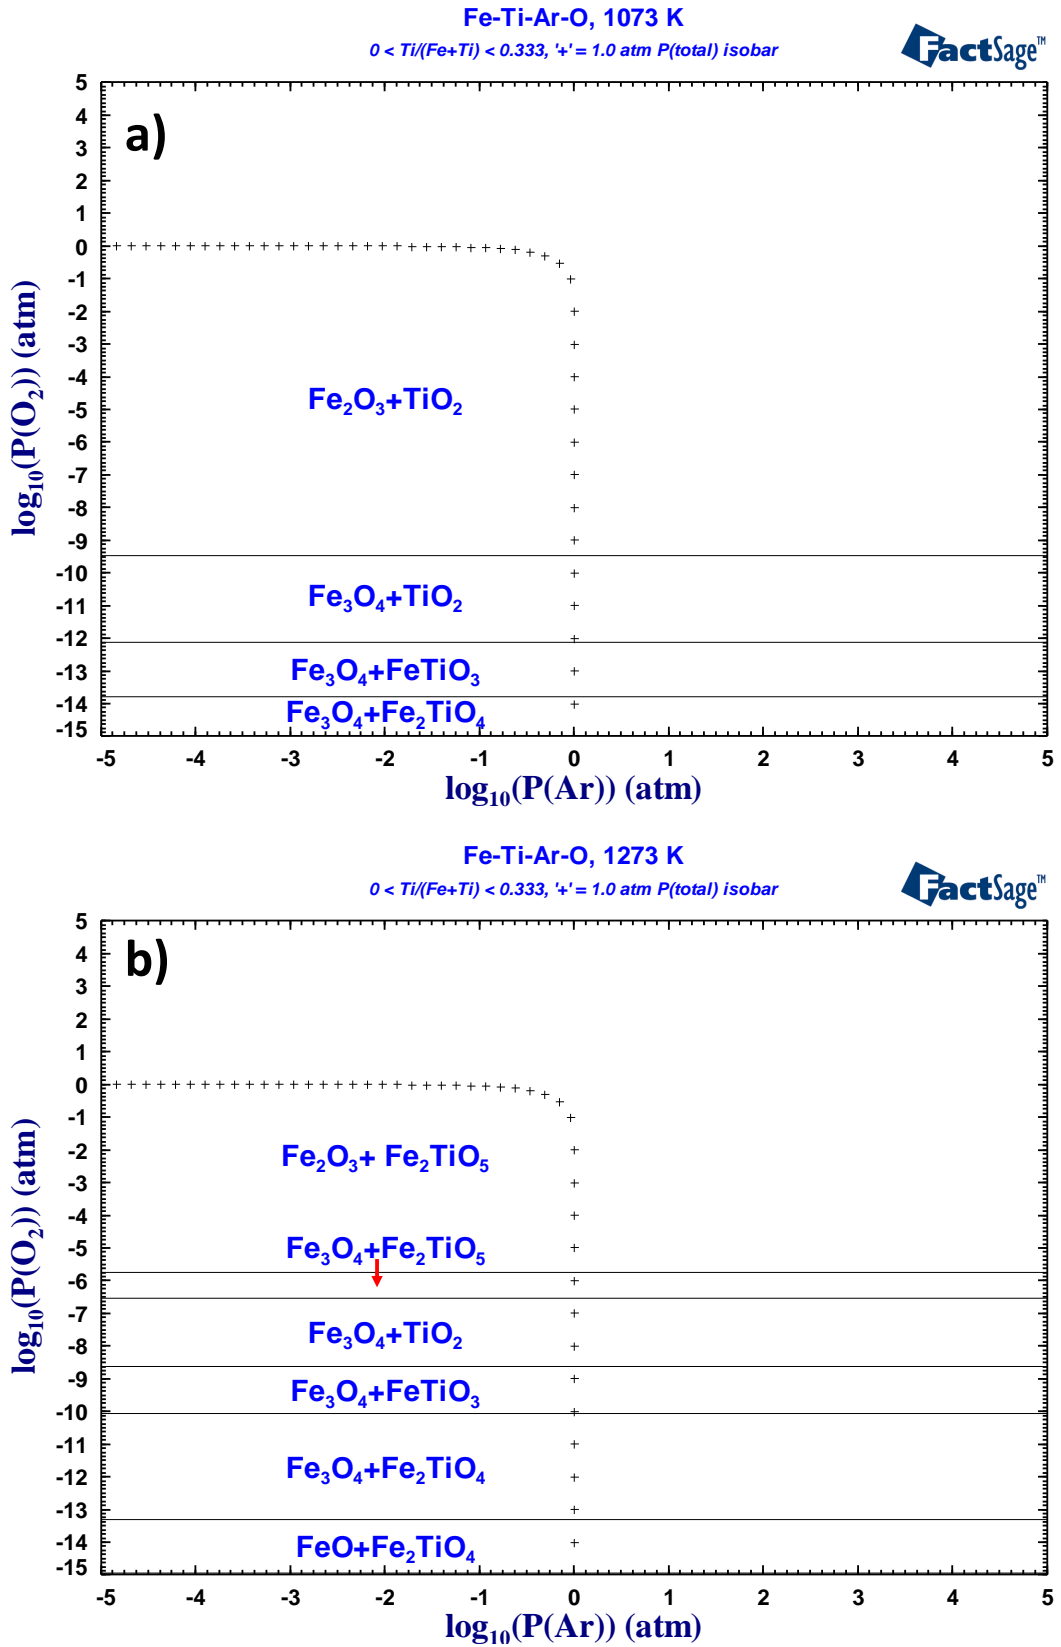 Fe-Ti-Ar-O, 1073 K
0 < Ti/(Fe+Ti) < 0.333, '+' = 1.0 atm P(total) isobar
FactSage™
a)
5
4
3
2
1
0
-1
-2
-3
-4
-5
-6
-7
-8
-9
-10
-11
-12
-13
-14
-15
log₁₀(P(O₂)) (atm)
Fe₂O₃+TiO₂
Fe₃O₄+TiO₂
Fe₃O₄+FeTiO₃
Fe₃O₄+Fe₂TiO₄
-5 -4 -3 -2 -1 0 1 2 3 4 5
log₁₀(P(Ar)) (atm)
Fe-Ti-Ar-O, 1273 K
0 < Ti/(Fe+Ti) < 0.333, '+' = 1.0 atm P(total) isobar
FactSage™
b)
5
4
3
2
1
0
-1
-2
-3
-4
-5
-6
-7
-8
-9
-10
-11
-12
-13
-14
-15
log₁₀(P(O₂)) (atm)
Fe₂O₃+ Fe₂TiO₅
Fe₃O₄+Fe₂TiO₅
Fe₃O₄+TiO₂
Fe₃O₄+FeTiO₃
Fe₃O₄+Fe₂TiO₄
FeO+Fe₂TiO₄
-5 -4 -3 -2 -1 0 1 2 3 4 5
log₁₀(P(Ar)) (atm)